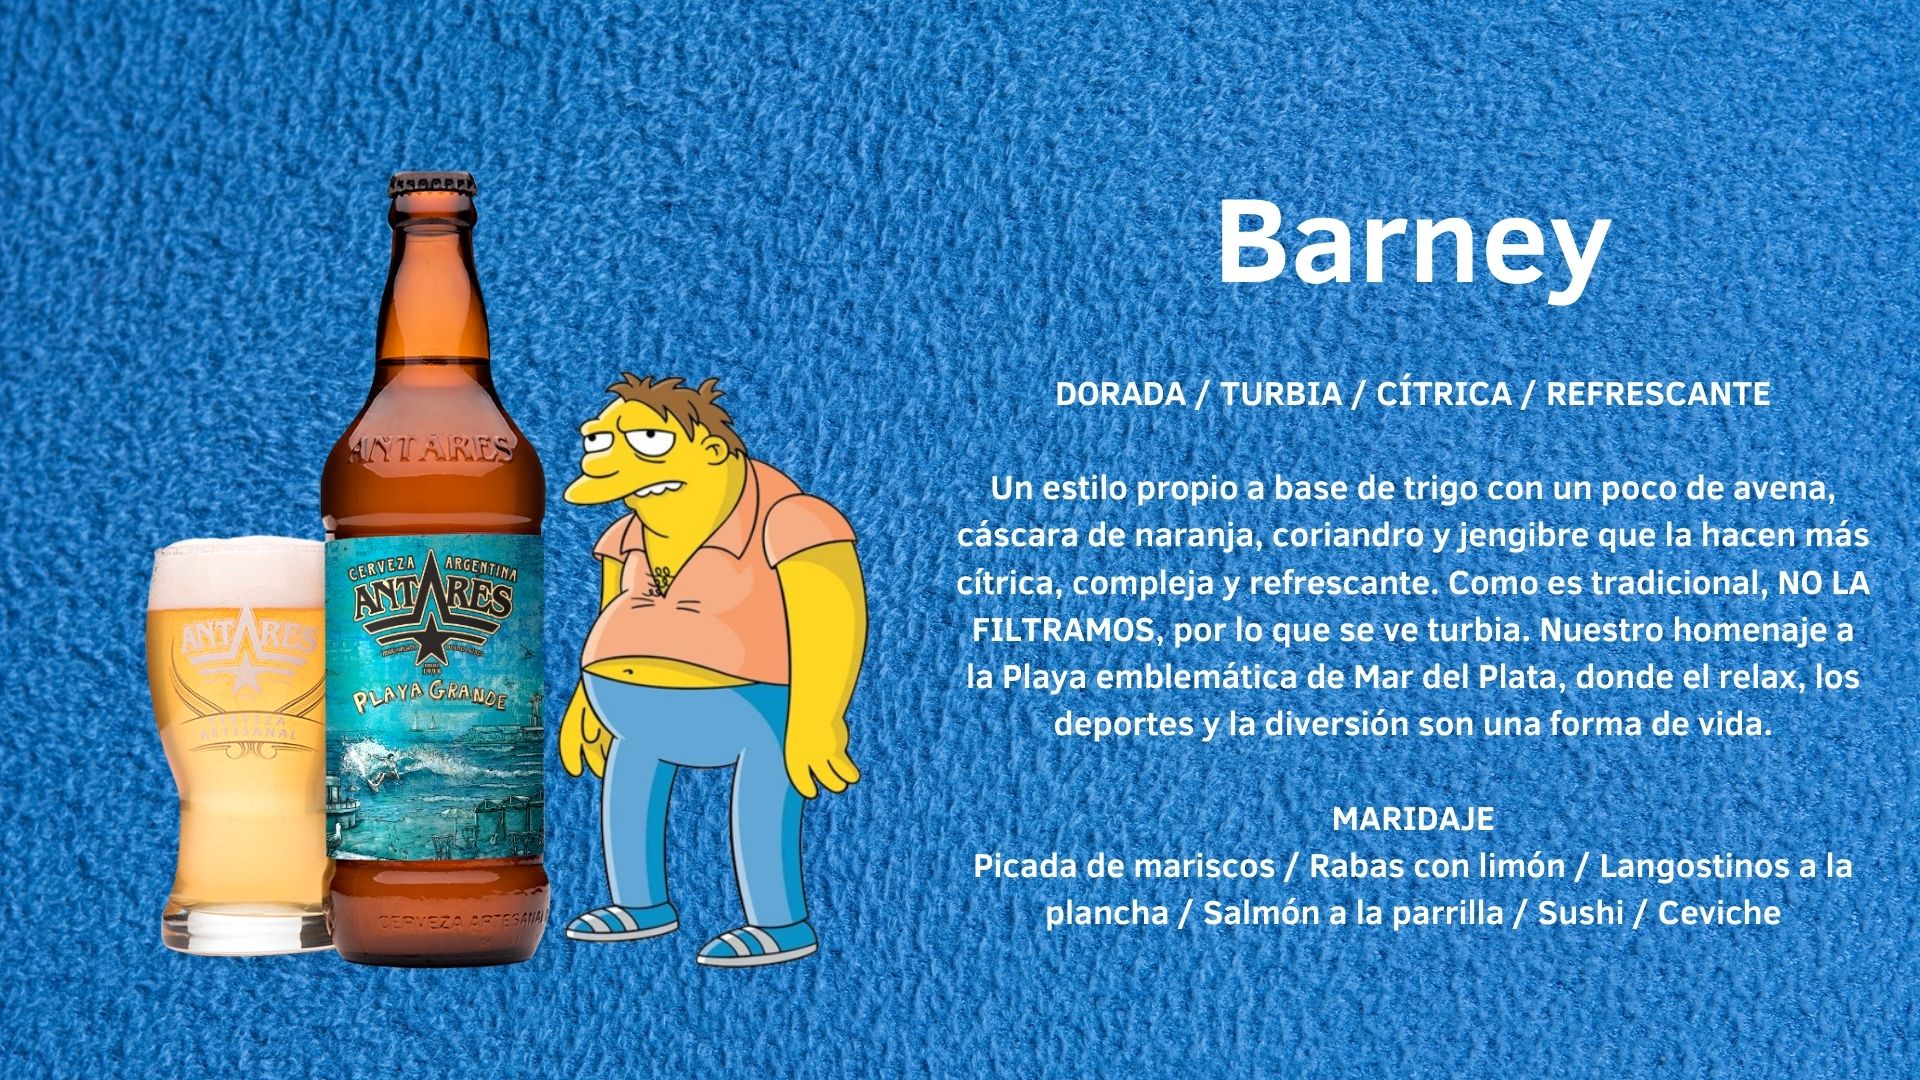 Barney
DORADA / TURBIA / CÍTRICA / REFRESCANTE
Un estilo propio a base de trigo con un poco de avena,
cáscara de naranja, coriandro y jengibre que la hacen más
cítrica, compleja y refrescante. Como es tradicional, NO LA
FILTRAMOS, por lo que se ve turbia. Nuestro homenaje a
la Playa emblemática de Mar del Plata, donde el relax, los
deportes y la diversión son una forma de vida.
MARIDAJE
Picada de mariscos / Rabas con limón / Langostinos a la
plancha / Salmón a la parrilla / Sushi / Ceviche
ANTARES
CERVEZA ARGENTINA
ANTARES
1998
PLAYA GRANDE
CERVEZA ARTESANAL
ANTARES
CERVEZA
ARTESANAL